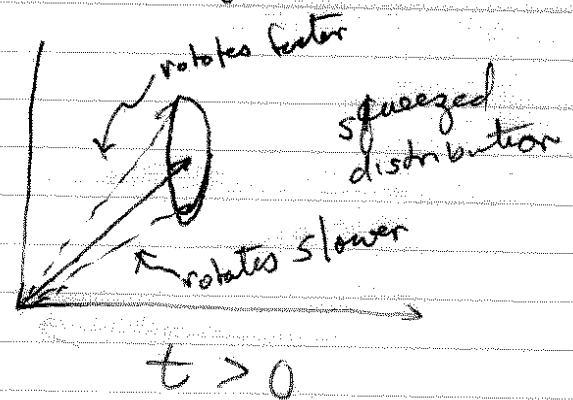 rotates faster
squeezed
distribution
rotates slower
t > 0